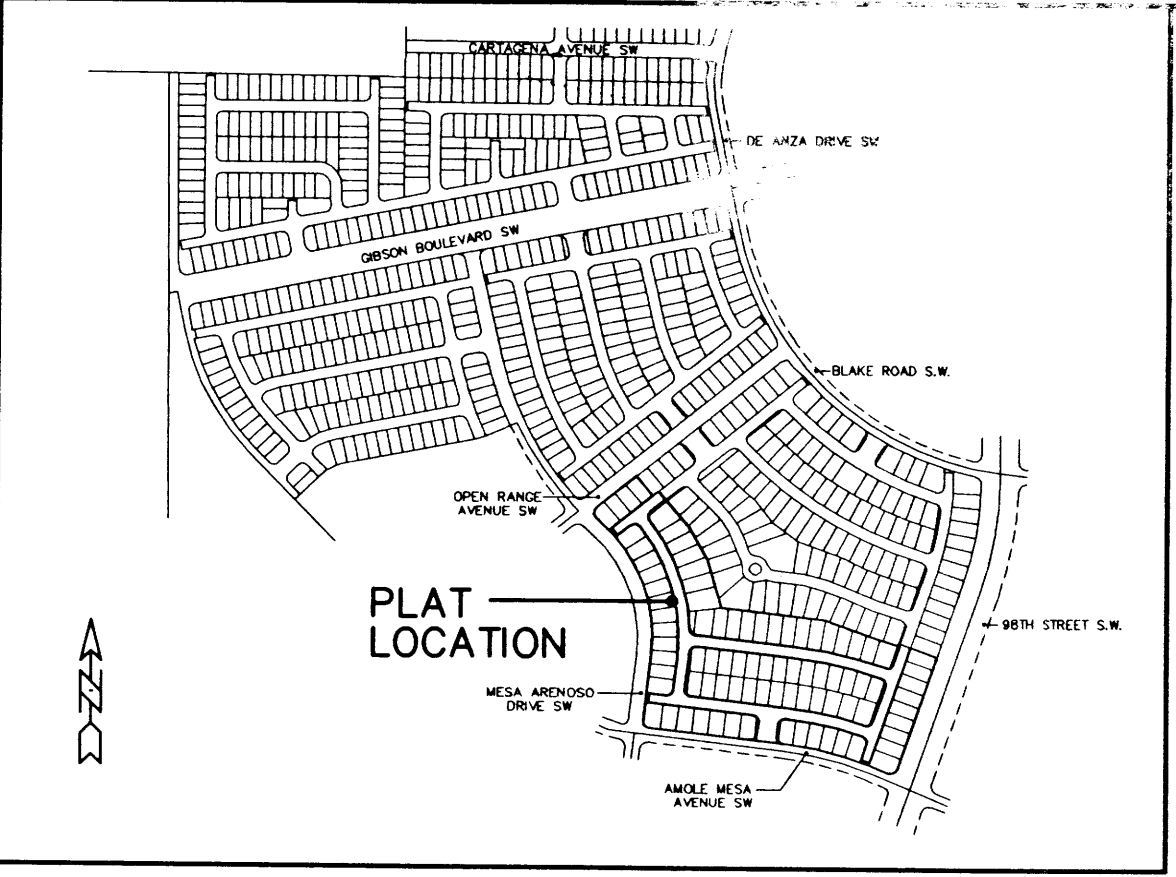 CARTAGENA AVENUE SW
DE ANZA DRIVE SW
GIBSON BOULEVARD SW
BLAKE ROAD S.W.
OPEN RANGE
AVENUE SW
PLAT
LOCATION
98TH STREET S.W.
N
MESA ARENOSO
DRIVE SW
AMOLE MESA
AVENUE SW